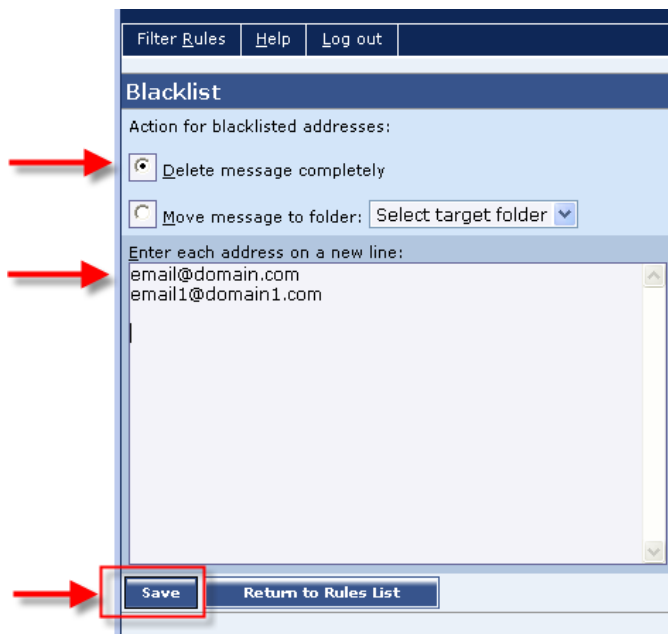 Filter Rules Help Log out
Blacklist
Action for blacklisted addresses:
Delete message completely
Move message to folder: Select target folder
Enter each address on a new line:
email@domain.com
email1@domain1.com
Save Return to Rules List